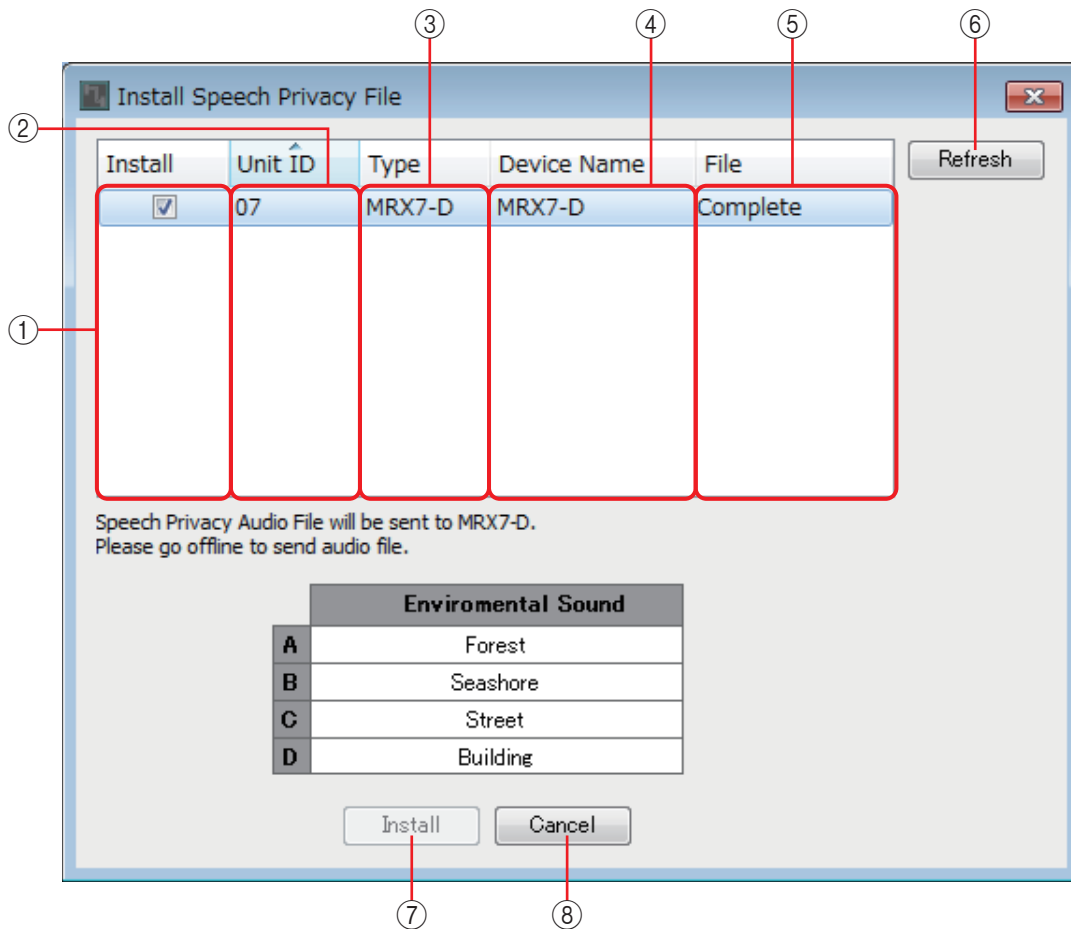 ③ ④ ⑤ ⑥
Install Speech Privacy File
②
Install Unit ID Type Device Name File Refresh
07 MRX7-D MRX7-D Complete
①
Speech Privacy Audio File will be sent to MRX7-D.
Please go offline to send audio file.
Enviromental Sound
A Forest
B Seashore
C Street
D Building
Install Cancel
⑦ ⑧